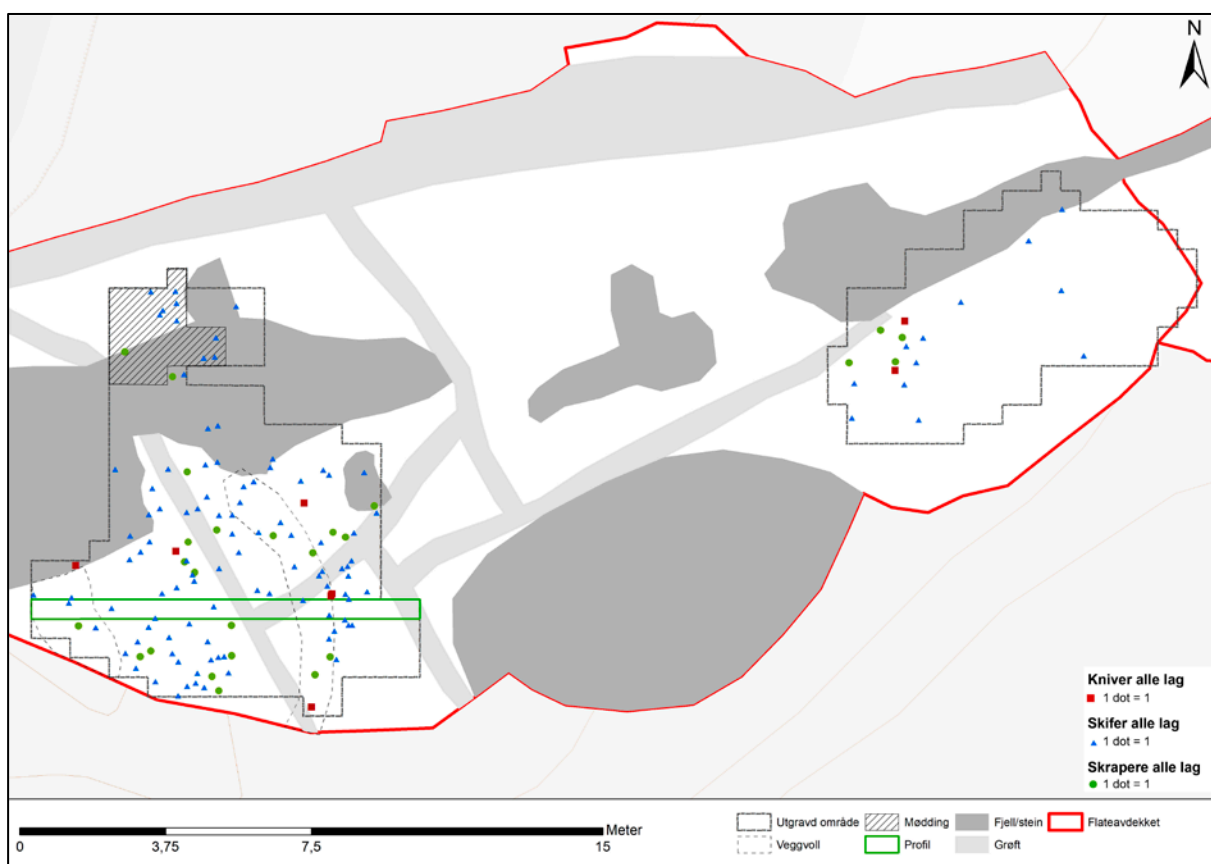 N
Kniver alle lag
1 dot = 1
Skifer alle lag
1 dot = 1
Skrapere alle lag
1 dot = 1
Meter
0 3,75 7,5 15
Utgravd område Mødding Fjell/stein Flateavdekket
Veggvoll Profil Grøft